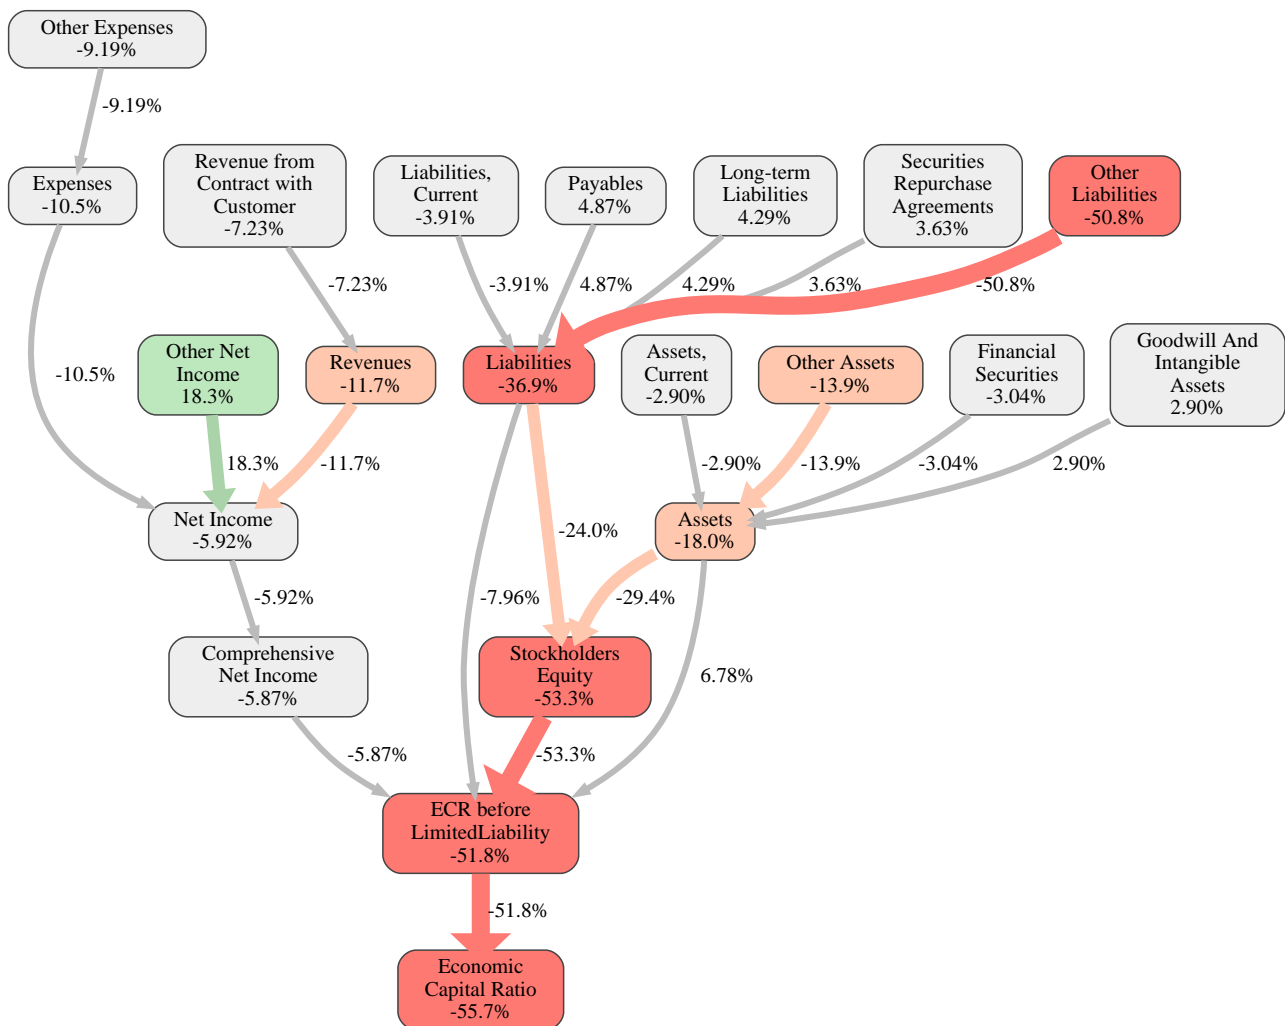 Other Expenses
-9.19%
-9.19%
Expenses
-10.5%
Revenue from
Contract with
Customer
-7.23%
Liabilities,
Current
-3.91%
Payables
4.87%
Long-term
Liabilities
4.29%
Securities
Repurchase
Agreements
3.63%
Other
Liabilities
-50.8%
-7.23%
-3.91%
4.87%
4.29%
3.63%
-50.8%
-10.5%
Other Net
Income
18.3%
Revenues
-11.7%
Liabilities
-36.9%
Assets,
Current
-2.90%
Other Assets
-13.9%
Financial
Securities
-3.04%
Goodwill And
Intangible
Assets
2.90%
18.3%
-11.7%
-2.90%
-13.9%
-3.04%
2.90%
Net Income
-5.92%
-24.0%
Assets
-18.0%
-5.92%
-7.96%
-29.4%
Comprehensive
Net Income
-5.87%
Stockholders
Equity
-53.3%
6.78%
-5.87%
-53.3%
ECR before
LimitedLiability
-51.8%
-51.8%
Economic
Capital Ratio
-55.7%